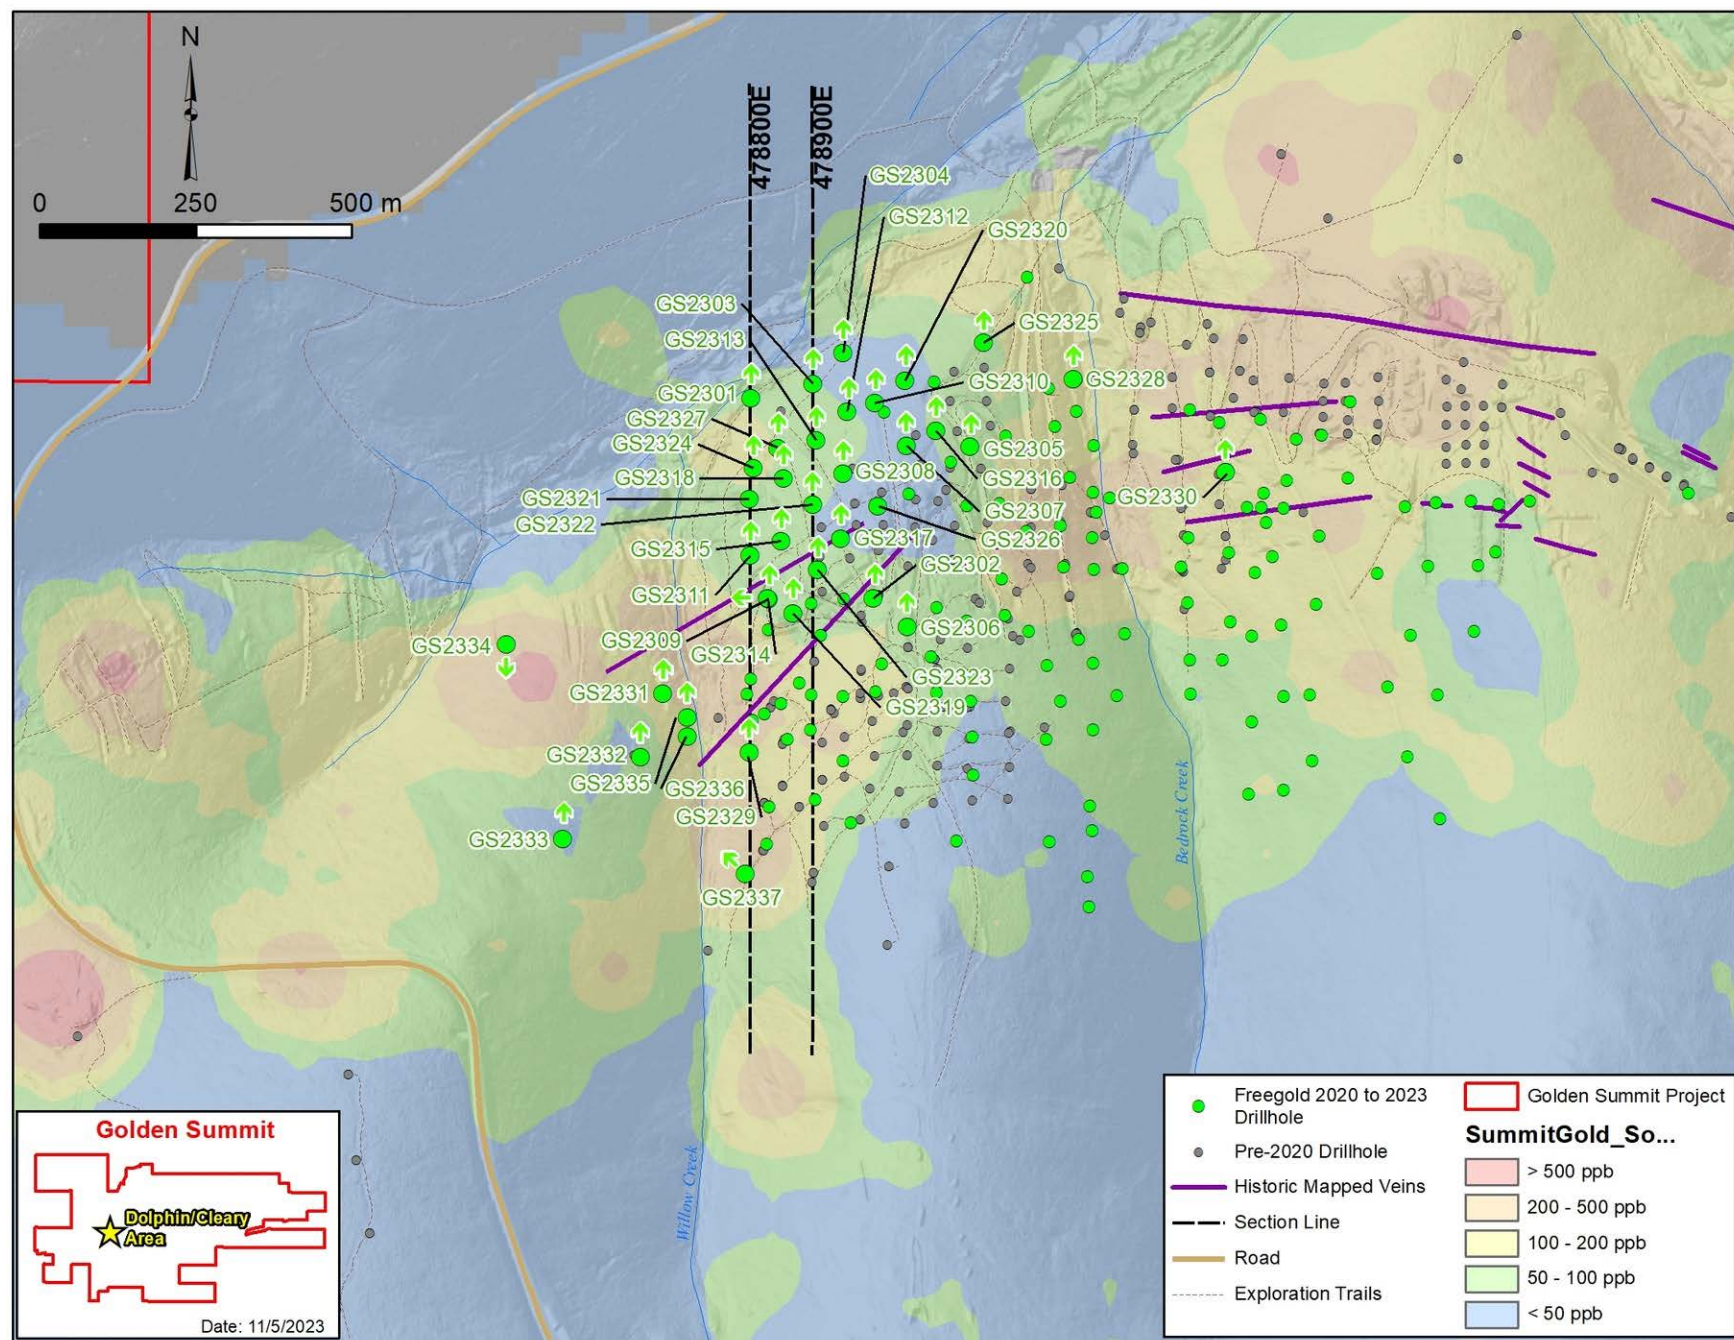 N
0 250 500 m
478800E
478900E
GS2304
GS2312
GS2320
GS2303
GS2313
GS2325
GS2301
GS2310
GS2328
GS2327
GS2324
GS2305
GS2318
GS2308
GS2316
GS2330
GS2321
GS2307
GS2322
GS2317
GS2326
GS2315
GS2302
GS2311
GS2306
GS2309
GS2314
GS2334
GS2323
GS2331
GS2319
GS2332
GS2335
GS2336
GS2329
GS2333
GS2337
Bedrock Creek
Willow Creek
Golden Summit
Dolphin/Cleary
Area
Date: 11/5/2023
Freegold 2020 to 2023
Drillhole
Pre-2020 Drillhole
Historic Mapped Veins
Section Line
Road
Exploration Trails
Golden Summit Project
SummitGold_So...
> 500 ppb
200 - 500 ppb
100 - 200 ppb
50 - 100 ppb
< 50 ppb